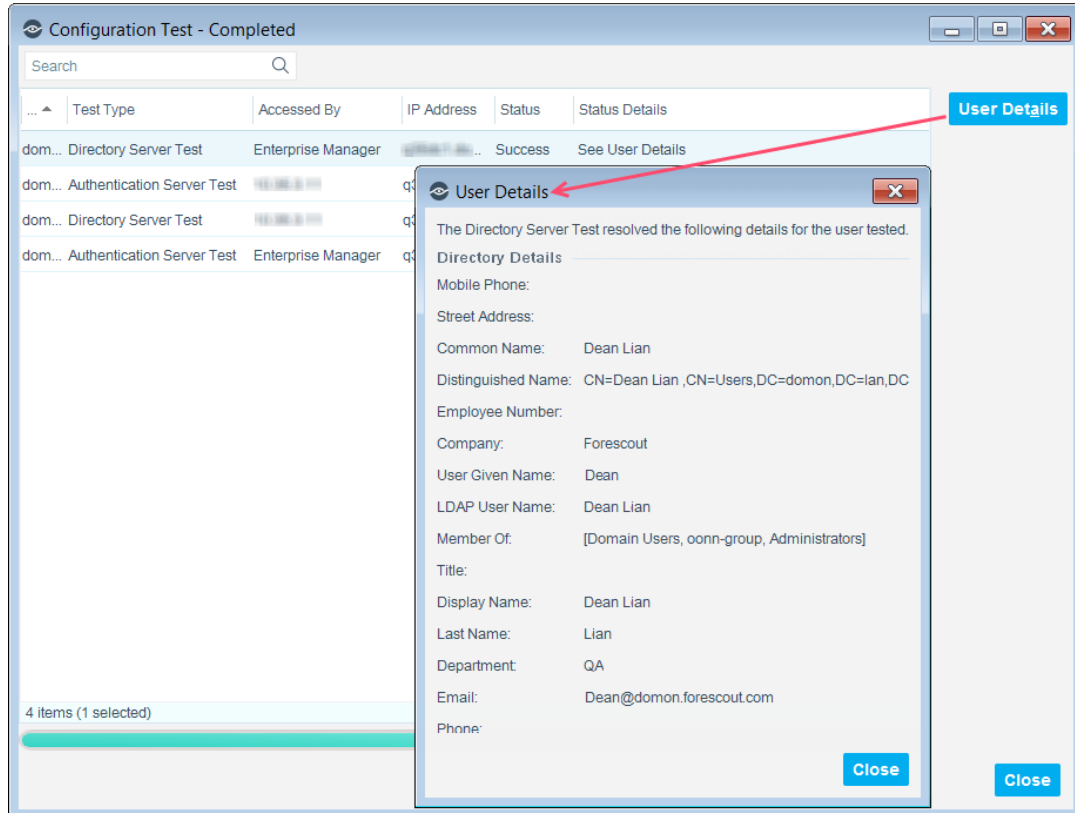 Configuration Test - Completed
Search
... Test Type Accessed By IP Address Status Status Details
User Details
dom... Directory Server Test Enterprise Manager Success See User Details
dom... Authentication Server Test
dom... Directory Server Test
dom... Authentication Server Test Enterprise Manager
4 items (1 selected)
User Details
The Directory Server Test resolved the following details for the user tested.
Directory Details
Mobile Phone:
Street Address:
Common Name: Dean Lian
Distinguished Name: CN=Dean Lian ,CN=Users,DC=domon,DC=lan,DC
Employee Number:
Company: Forescout
User Given Name: Dean
LDAP User Name: Dean Lian
Member Of: [Domain Users, oonn-group, Administrators]
Title:
Display Name: Dean Lian
Last Name: Lian
Department: QA
Email: Dean@domon.forescout.com
Phone:
Close
Close